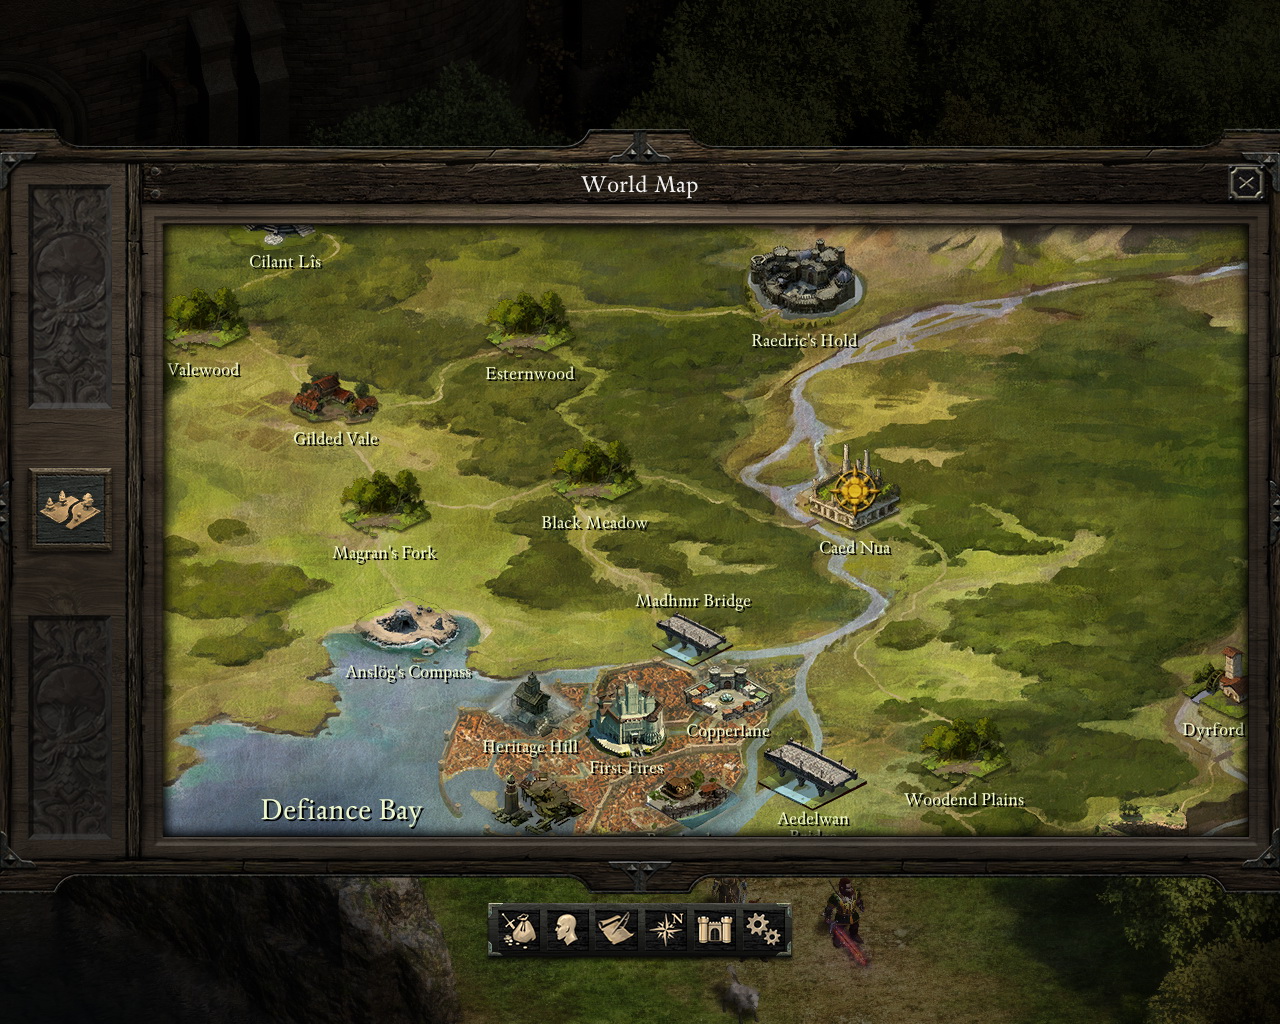 World Map
Cilant Lîs
Raedric's Hold
Valewood
Esternwood
Gilded Vale
Black Meadow
Caed Nua
Magran's Fork
Madhmr Bridge
Anslög's Compass
Copperlane
Dyrford
Heritage Hill
First Fires
Woodend Plains
Defiance Bay
Aedelwan
N